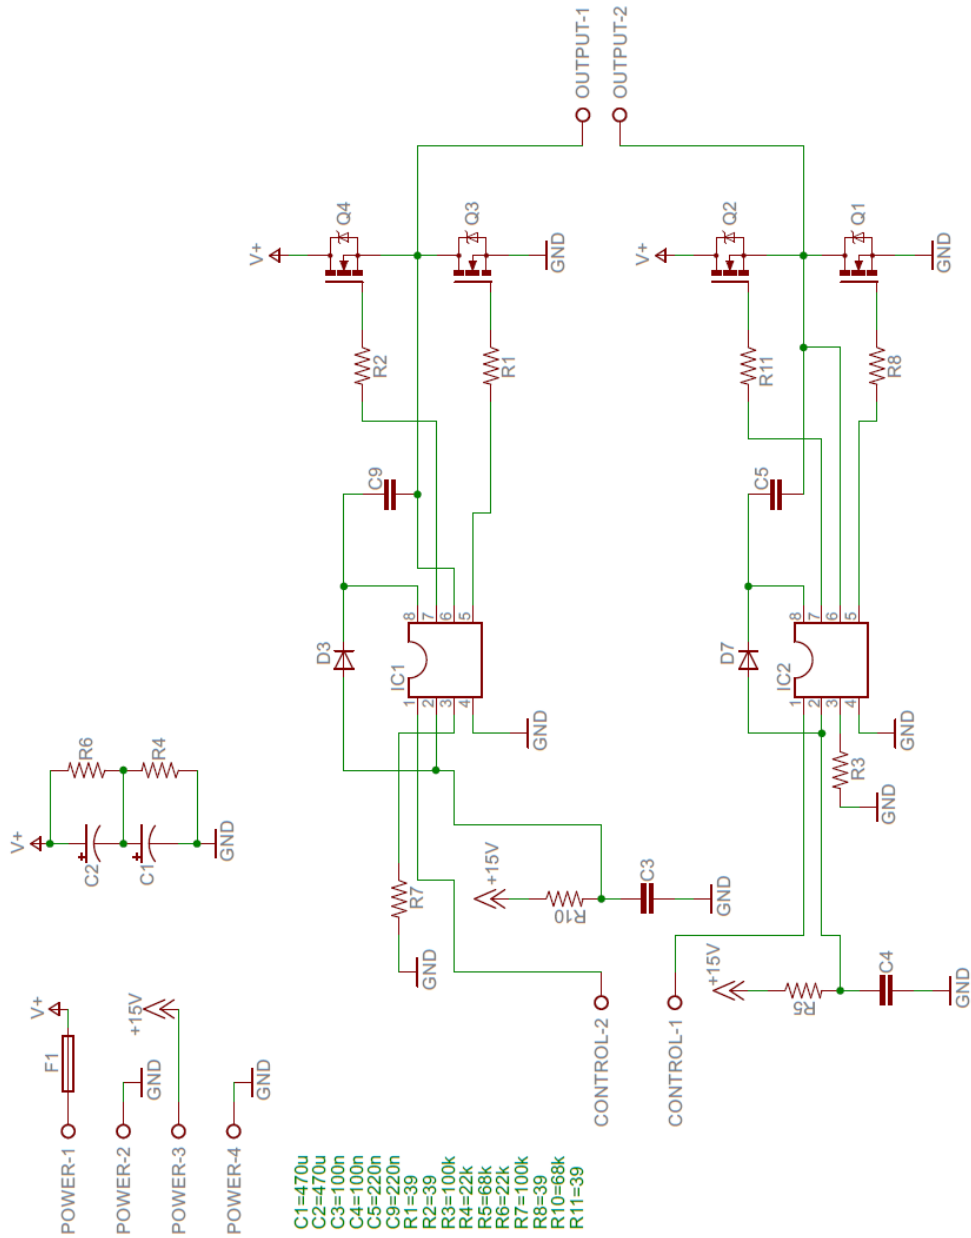 POWER-1
F1
V+
POWER-2
GND
POWER-3
+15V
POWER-4
GND
V+
C2
R6
C1
R4
GND
C1=470u
C2=470u
C3=100n
C4=100n
C5=220n
C9=220n
R1=39
R2=39
R3=100k
R4=22k
R5=68k
R6=22k
R7=100k
R8=39
R10=68k
R11=39
CONTROL-2
CONTROL-1
GND
R7
+15V
R10
C3
GND
D3
IC1
1
2
3
4
8
7
6
5
GND
C9
R2
R1
V+
Q4
Q3
GND
OUTPUT-1
OUTPUT-2
+15V
R5
C4
GND
GND
R3
D7
IC2
1
2
3
4
8
7
6
5
GND
C5
R11
R8
V+
Q2
Q1
GND